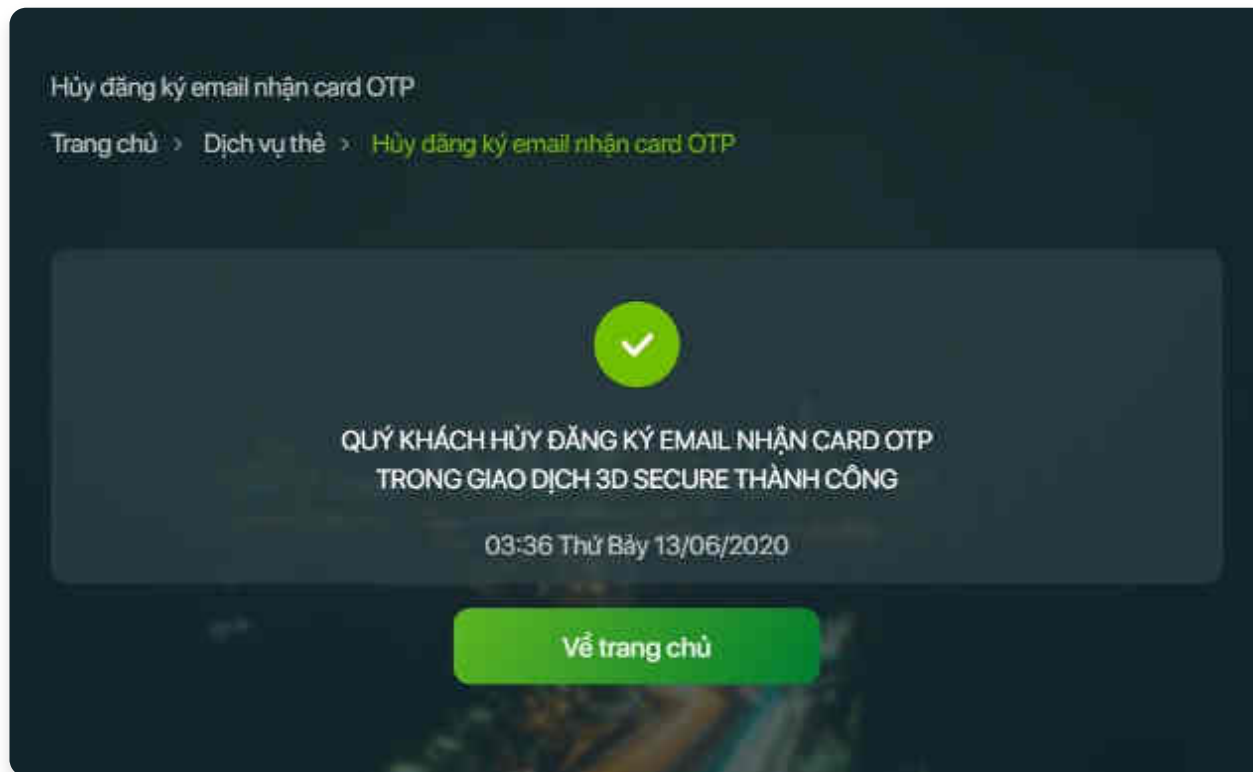 Hủy đăng ký email nhận card OTP
Trang chủ > Dịch vụ thẻ > Hủy đăng ký email nhận card OTP
QUÝ KHÁCH HỦY ĐĂNG KÝ EMAIL NHẬN CARD OTP
TRONG GIAO DỊCH 3D SECURE THÀNH CÔNG
03:36 Thứ Bảy 13/06/2020
Về trang chủ